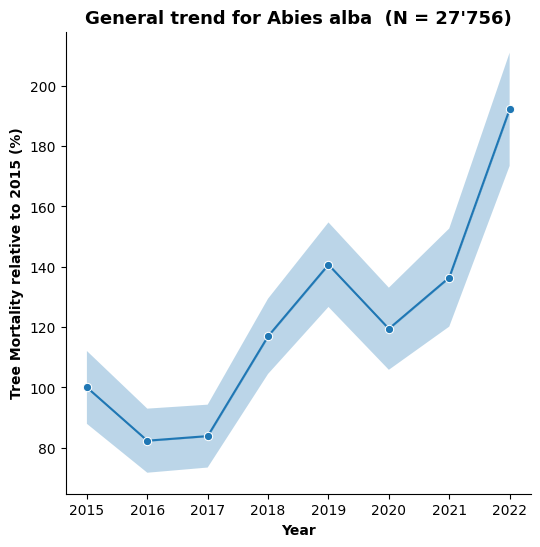 General trend for Abies alba  (N = 27'756)
Tree Mortality relative to 2015 (%)
200
180
160
140
120
100
80
2015 2016 2017 2018 2019 2020 2021 2022
Year